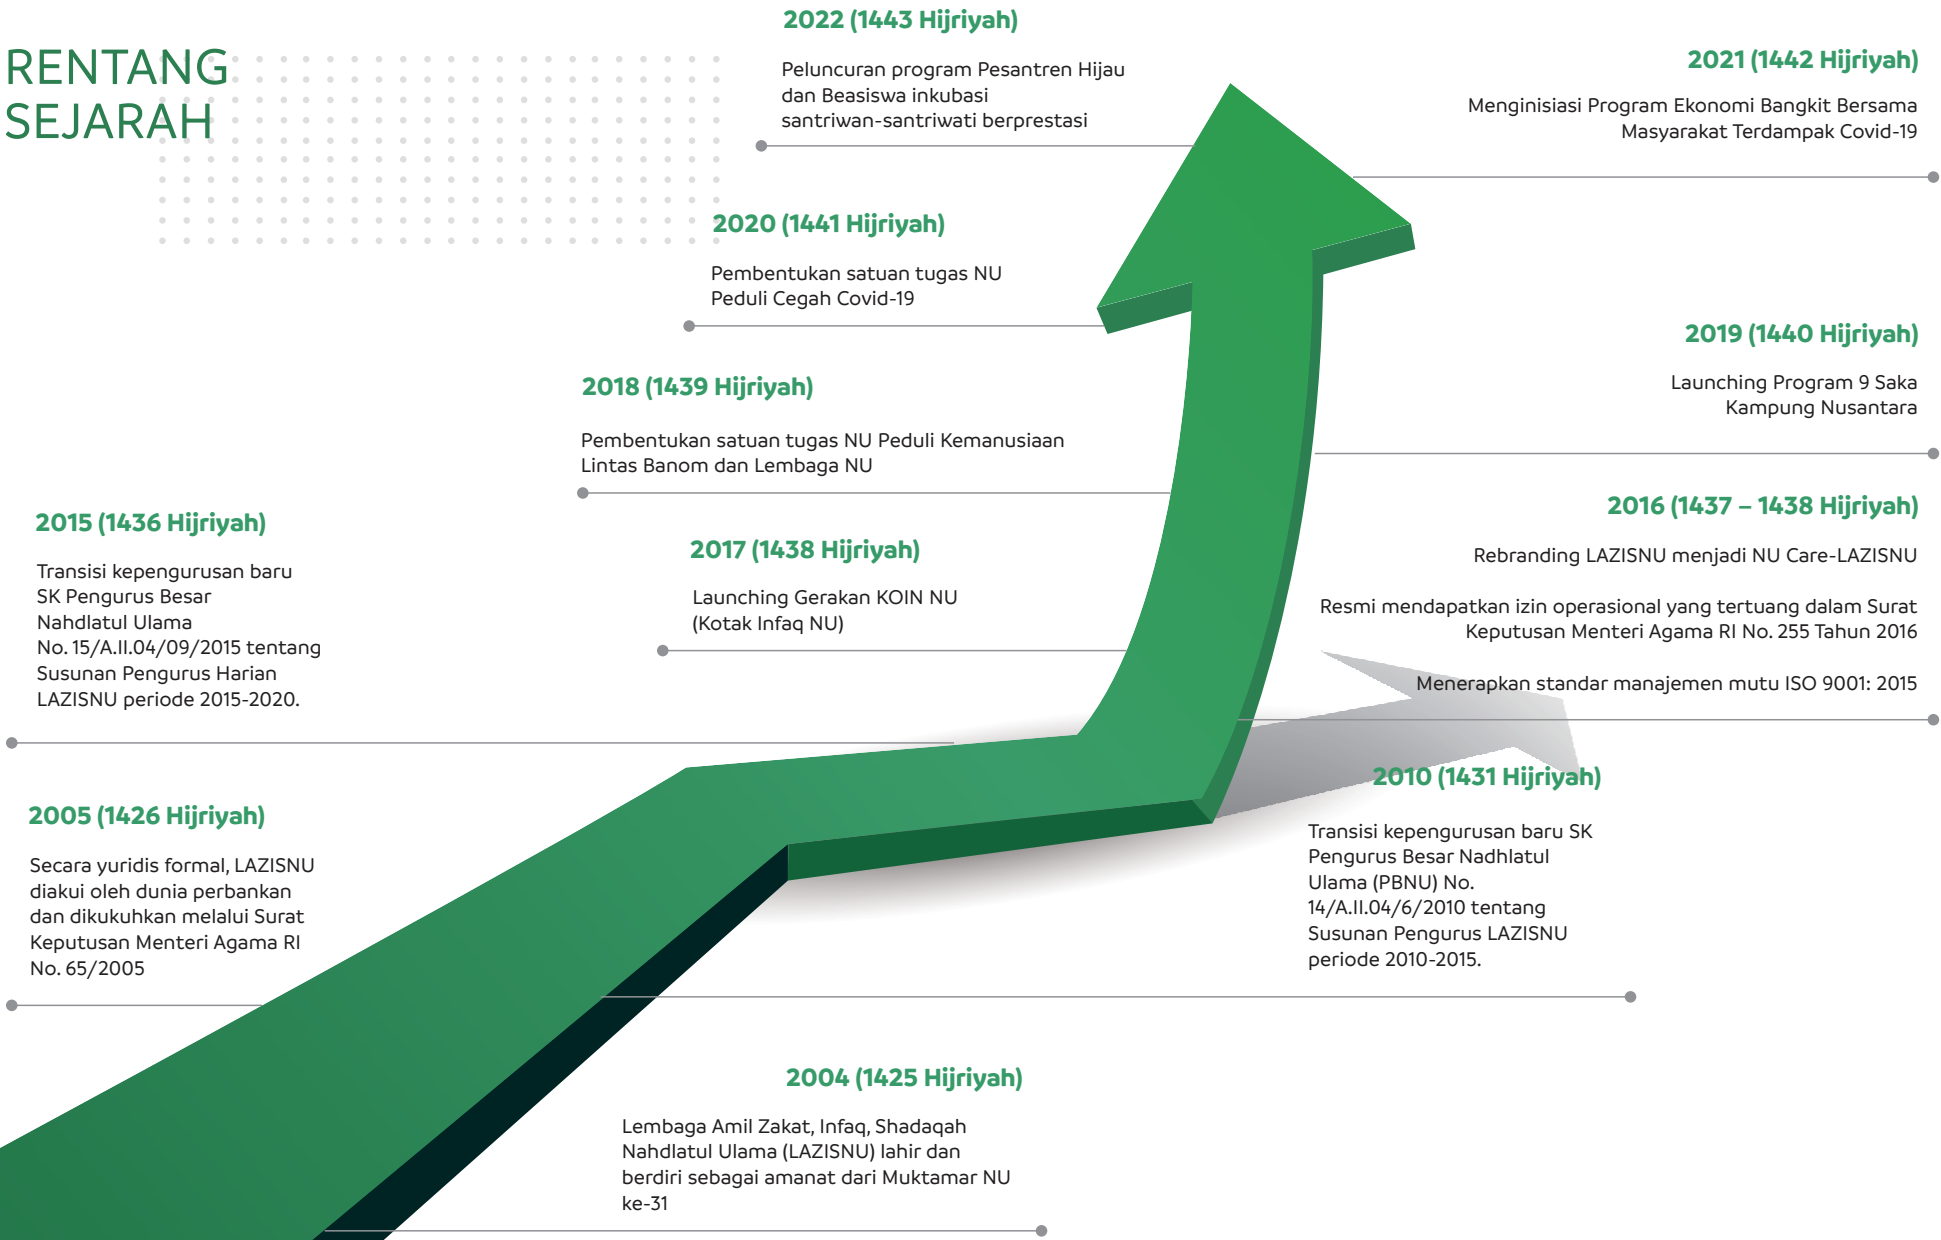 RENTANG
SEJARAH
2022 (1443 Hijriyah)
Peluncuran program Pesantren Hijau
dan Beasiswa inkubasi
santriwan-santriwati berprestasi
2021 (1442 Hijriyah)
Menginisiasi Program Ekonomi Bangkit Bersama
Masyarakat Terdampak Covid-19
2020 (1441 Hijriyah)
Pembentukan satuan tugas NU
Peduli Cegah Covid-19
2019 (1440 Hijriyah)
Launching Program 9 Saka
Kampung Nusantara
2018 (1439 Hijriyah)
Pembentukan satuan tugas NU Peduli Kemanusiaan
Lintas Banom dan Lembaga NU
2016 (1437 – 1438 Hijriyah)
Rebranding LAZISNU menjadi NU Care-LAZISNU
Resmi mendapatkan izin operasional yang tertuang dalam Surat
Keputusan Menteri Agama RI No. 255 Tahun 2016
Menerapkan standar manajemen mutu ISO 9001: 2015
2015 (1436 Hijriyah)
Transisi kepengurusan baru
SK Pengurus Besar
Nahdlatul Ulama
No. 15/A.II.04/09/2015 tentang
Susunan Pengurus Harian
LAZISNU periode 2015-2020.
2017 (1438 Hijriyah)
Launching Gerakan KOIN NU
(Kotak Infaq NU)
2010 (1431 Hijriyah)
Transisi kepengurusan baru SK
Pengurus Besar Nadhlatul
Ulama (PBNU) No.
14/A.II.04/6/2010 tentang
Susunan Pengurus LAZISNU
periode 2010-2015.
2005 (1426 Hijriyah)
Secara yuridis formal, LAZISNU
diakui oleh dunia perbankan
dan dikukuhkan melalui Surat
Keputusan Menteri Agama RI
No. 65/2005
2004 (1425 Hijriyah)
Lembaga Amil Zakat, Infaq, Shadaqah
Nahdlatul Ulama (LAZISNU) lahir dan
berdiri sebagai amanat dari Muktamar NU
ke-31